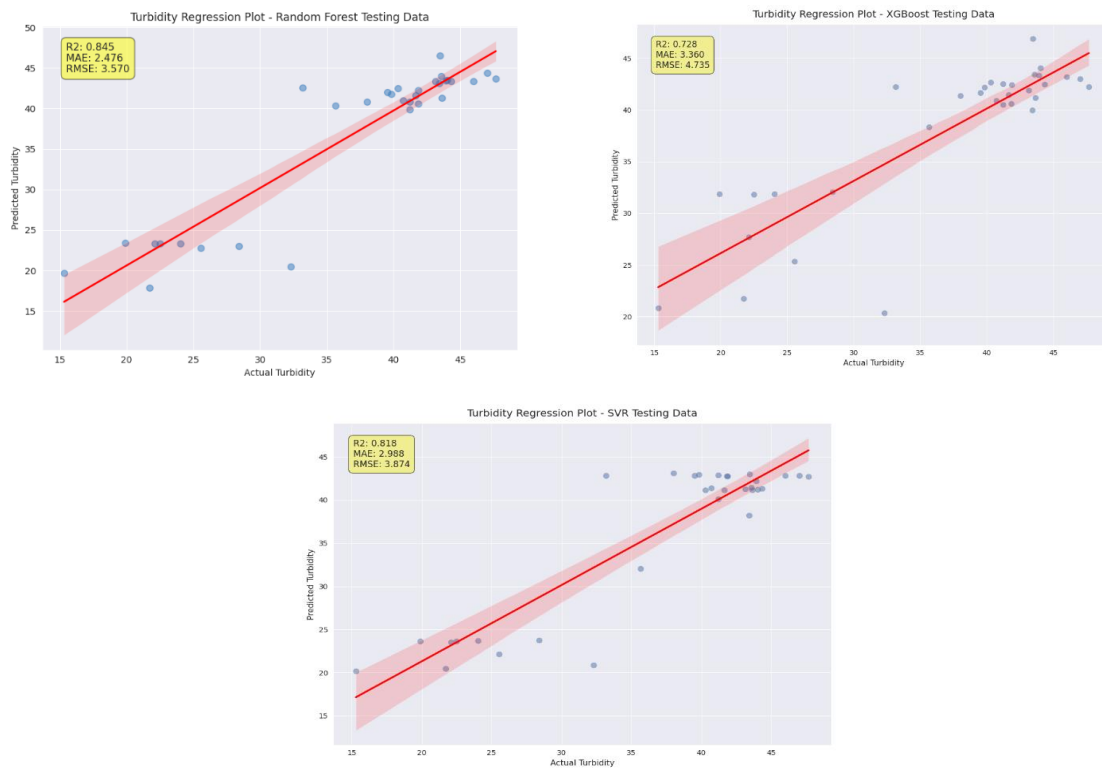 Turbidity Regression Plot - Random Forest Testing Data
R2: 0.845
MAE: 2.476
RMSE: 3.570
50
45
40
35
30
25
20
15
Predicted Turbidity
15 20 25 30 35 40 45
Actual Turbidity
Turbidity Regression Plot - XGBoost Testing Data
R2: 0.728
MAE: 3.360
RMSE: 4.735
45
40
35
30
25
20
Predicted Turbidity
15 20 25 30 35 40 45
Actual Turbidity
Turbidity Regression Plot - SVR Testing Data
R2: 0.818
MAE: 2.988
RMSE: 3.874
45
40
35
30
25
20
15
Predicted Turbidity
15 20 25 30 35 40 45
Actual Turbidity